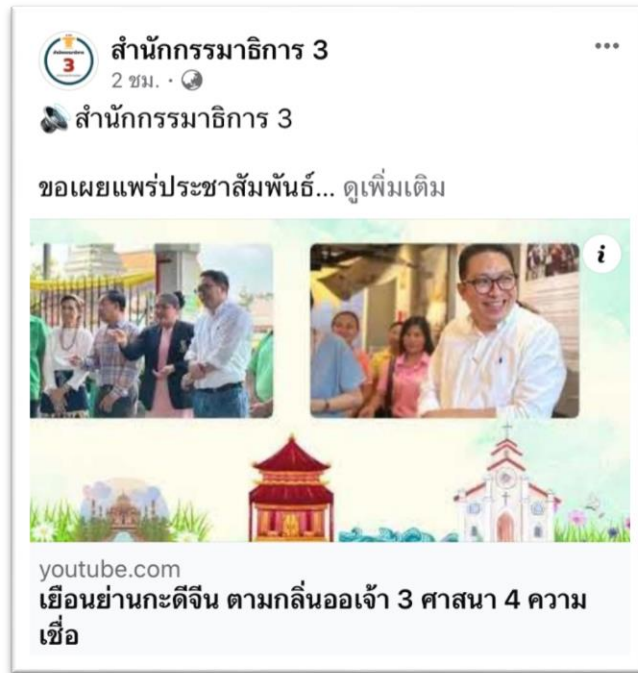 สำนักกรรมาธิการ 3
2 ชม. ·
สำนักกรรมาธิการ 3
ขอเผยแพร่ประชาสัมพันธ์... ดูเพิ่มเติม
youtube.com
เยือนย่านกะดีจีน ตามกลิ่นออเจ้า 3 ศาสนา 4 ความ
เชื่อ